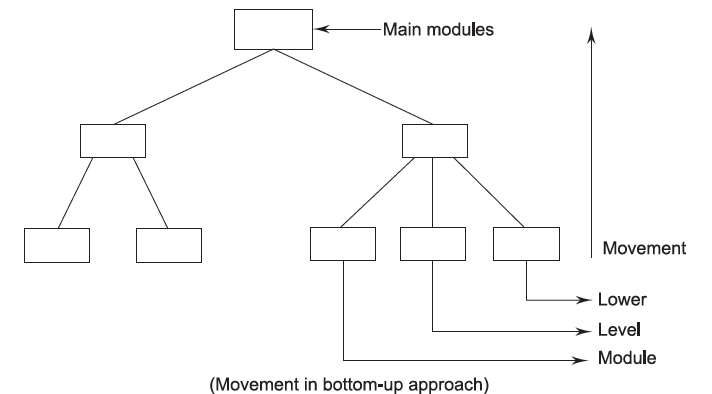 Main modules
Movement
Lower
Level
Module
(Movement in bottom-up approach)